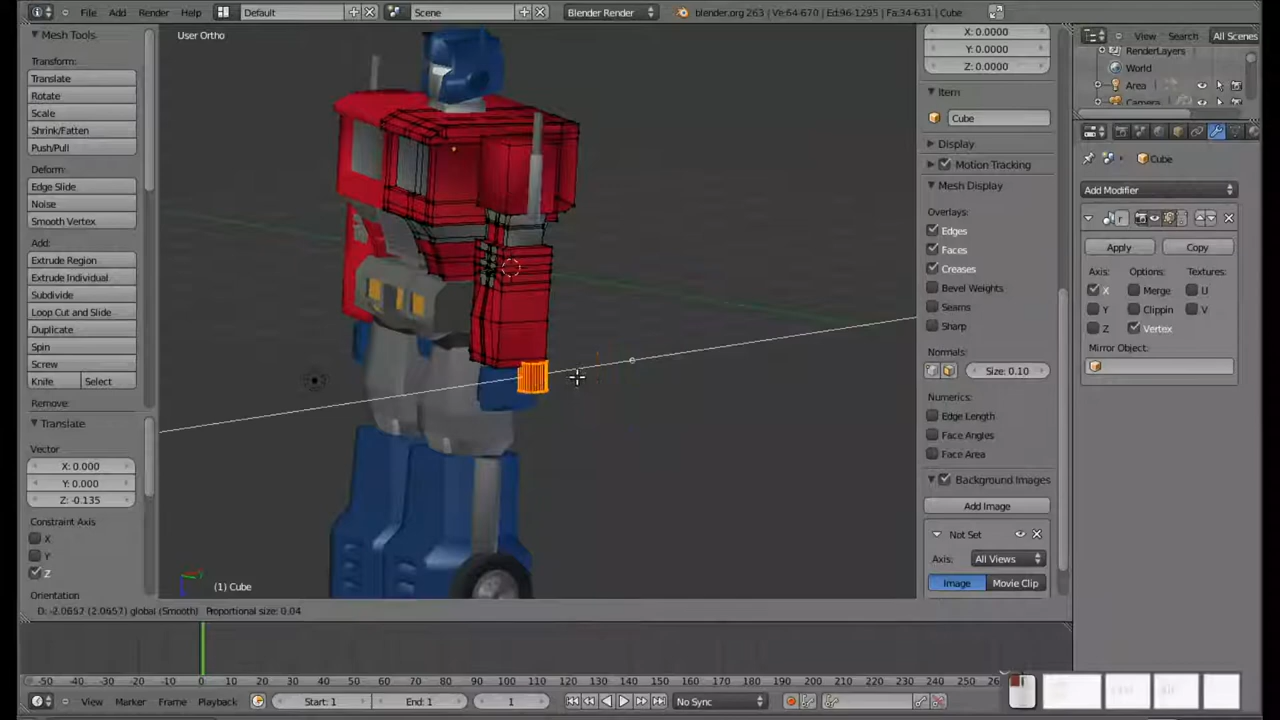 File Add Render Help Default Scene Blender Render blender.org 263 | Ve:64-670 | Ed:96-1295 | Fa:34-631 | Cube
Mesh Tools
Transform:
Translate
Rotate
Scale
Shrink/Fatten
Push/Pull
Deform:
Edge Slide
Noise
Smooth Vertex
Add:
Extrude Region
Extrude Individual
Subdivide
Loop Cut and Slide
Duplicate
Spin
Screw
Knife Select
Remove:
Translate
Vector
X: 0.000
Y: 0.000
Z: -0.135
Constraint Axis
X
Y
Z
Orientation
User Ortho
(1) Cube
D: -2.0657 (2.0657) global (Smooth) Proportional size: 0.04
X: 0.0000
Y: 0.0000
Z: 0.0000
Item
Cube
Display
Motion Tracking
Mesh Display
Overlays:
Edges
Faces
Creases
Bevel Weights
Seams
Sharp
Normals:
Size: 0.10
Numerics:
Edge Length
Face Angles
Face Area
Background Images
Add Image
Not Set
Axis: All Views
Image Movie Clip
View Search All Scenes
RenderLayers
World
Area
Camera
Cube
Add Modifier
Apply Copy
Axis: Options: Textures:
X Merge U
Y Clippin V
Z Vertex
Mirror Object:
-50 -40 -30 -20 -10 0 10 20 30 40 50 60 70 80 90 100 110 120 130 140 150 160 170 180 190 200 210 220 230 240 250
View Marker Frame Playback Start: 1 End: 1 1 No Sync